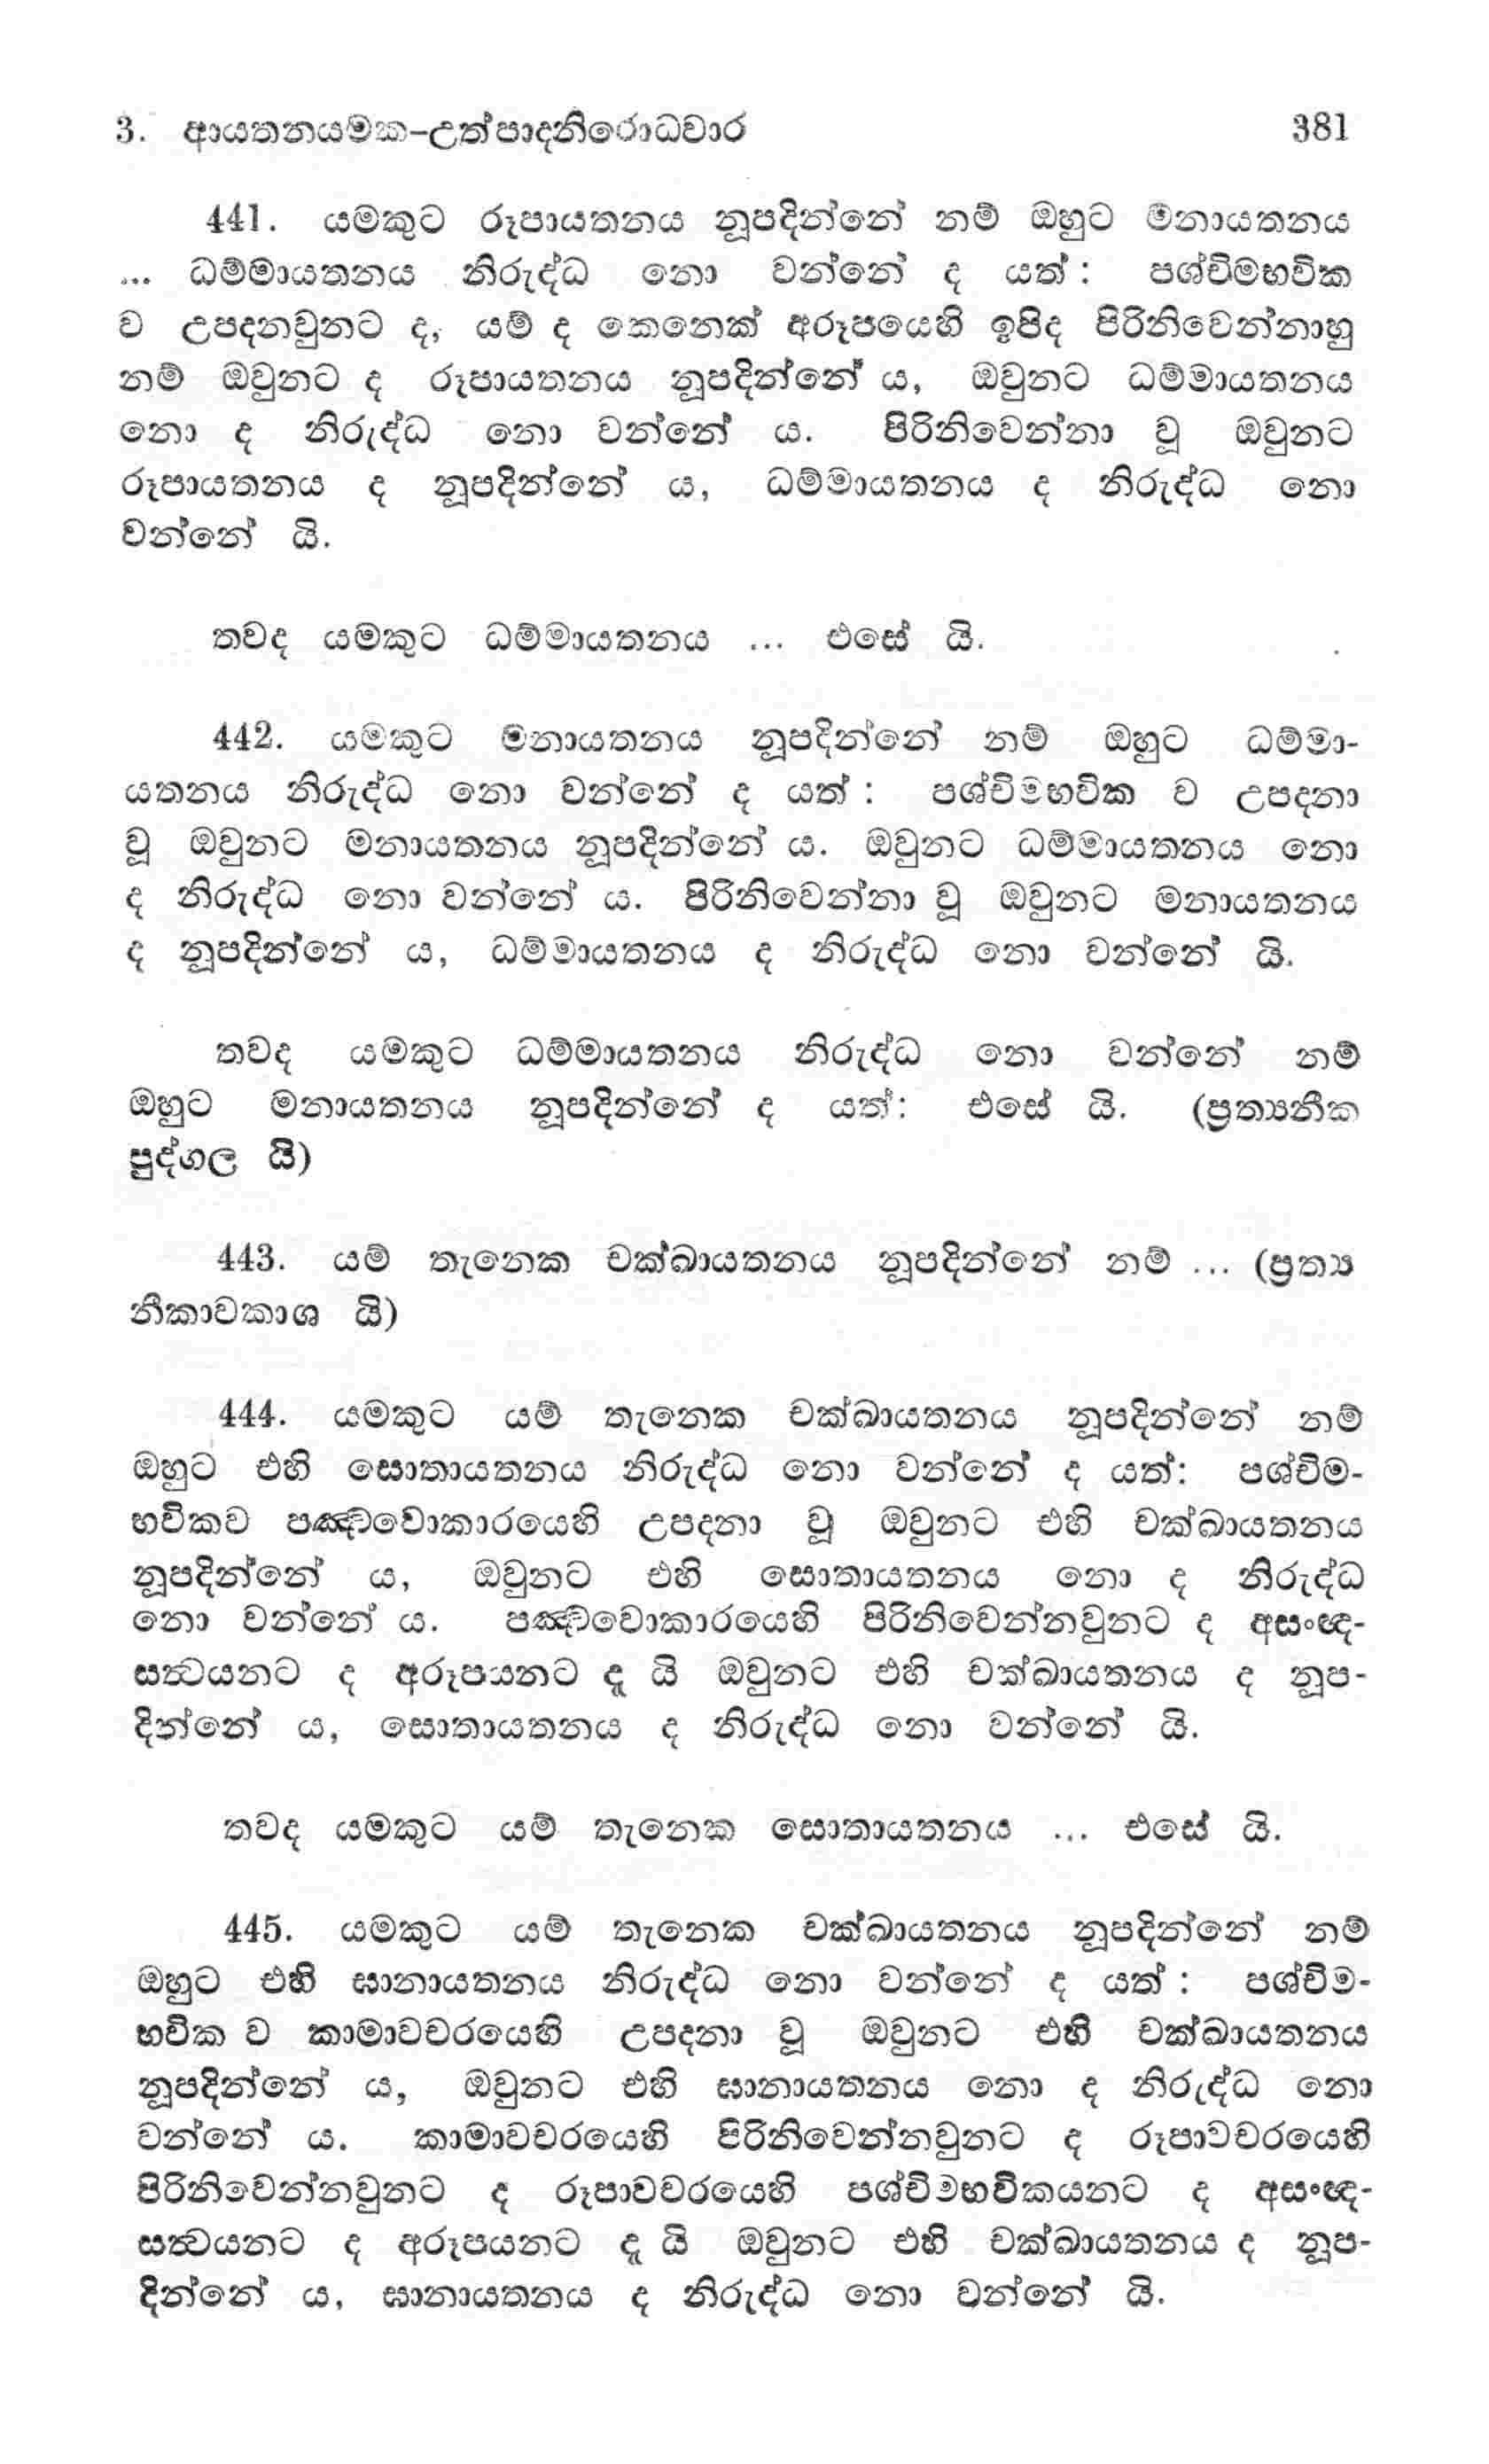 3. ආයතනයමක–උත්පාදනිරොධවාර 381
441. යමකුට රූපායතනය නූපදින්නේ නම් ඔහුට මනායතනය
... ධම්මායතනය නිරුද්ධ නො වන්නේ ද යත් : පශ්චිමභවික
ව උපදනවුනට ද, යම් ද කෙනෙක් අරූපයෙහි ඉපිද පිරිනිවෙන්නාහු
නම් ඔවුනට ද රූපායතනය නූපදින්නේ ය, ඔවුනට ධම්මායතනය
නො ද නිරුද්ධ නො වන්නේ ය. පිරිනිවෙන්නා වූ ඔවුනට
රූපායතනය ද නූපදින්නේ ය, ධම්මායතනය ද නිරුද්ධ නො
වන්නේ යි.
තවද යමකුට ධම්මායතනය ... එසේ යි.
442. යමකුට මනායතනය නූපදින්නේ නම් ඔහුට ධම්මා-
යතනය නිරුද්ධ නො වන්නේ ද යත් : පශ්චිමභවික ව උපදනා
වූ ඔවුනට මනායතනය නූපදින්නේ ය. ඔවුනට ධම්මායතනය නො
ද නිරුද්ධ නො වන්නේ ය. පිරිනිවෙන්නා වූ ඔවුනට මනායතනය
ද නූපදින්නේ ය, ධම්මායතනය ද නිරුද්ධ නො වන්නේ යි.
තවද යමකුට ධම්මායතනය නිරුද්ධ නො වන්නේ නම්
ඔහුට මනායතනය නූපදින්නේ ද යත්: එසේ යි. (ප්‍රත්‍යනීක
පුද්ගල යි)
443. යම් තැනෙක චක්ඛායතනය නූපදින්නේ නම් ... (ප්‍රත්‍ය
නීකාවකාශ යි)
444. යමකුට යම් තැනෙක චක්ඛායතනය නූපදින්නේ නම්
ඔහුට එහි සොතායතනය නිරුද්ධ නො වන්නේ ද යත්: පශ්චිම-
භවිකව පඤ්චවොකාරයෙහි උපදනා වූ ඔවුනට එහි චක්ඛායතනය
නූපදින්නේ ය, ඔවුනට එහි සොතායතනය නො ද නිරුද්ධ
නො වන්නේ ය. පඤ්චවොකාරයෙහි පිරිනිවෙන්නවුනට ද අසංඥ-
සත්‍වයනට ද අරූපයනට ද යි ඔවුනට එහි චක්ඛායතනය ද නූප-
දින්නේ ය, සොතායතනය ද නිරුද්ධ නො වන්නේ යි.
තවද යමකුට යම් තැනෙක සොතායතනය ... එසේ යි.
445. යමකුට යම් තැනෙක චක්ඛායතනය නූපදින්නේ නම්
ඔහුට එහි ඝානායතනය නිරුද්ධ නො වන්නේ ද යත් : පශ්චිම-
භවික ව කාමාවචරයෙහි උපදනා වූ ඔවුනට එහි චක්ඛායතනය
නූපදින්නේ ය, ඔවුනට එහි ඝානායතනය නො ද නිරුද්ධ නො
වන්නේ ය. කාමාවචරයෙහි පිරිනිවෙන්නවුනට ද රූපාවචරයෙහි
පිරිනිවෙන්නවුනට ද රූපාවචරයෙහි පශ්චිමභවිකයනට ද අසංඥ-
සත්‍වයනට ද අරූපයනට ද යි ඔවුනට එහි චක්ඛායතනය ද නූප-
දින්නේ ය, ඝානායතනය ද නිරුද්ධ නො වන්නේ යි.